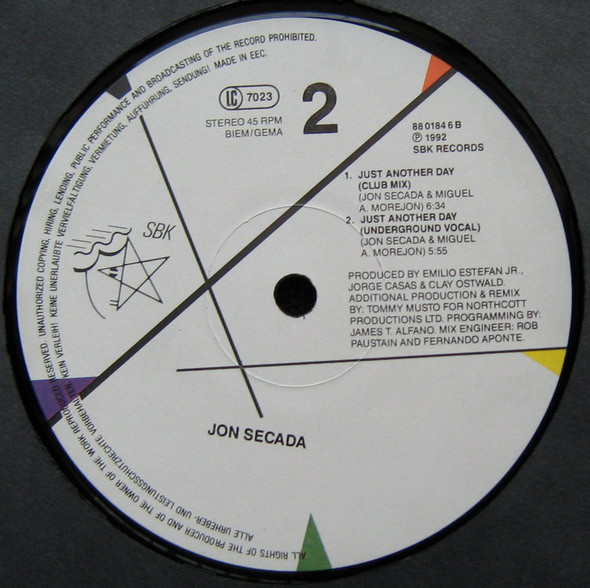 ALL RIGHTS OF THE PRODUCER AND OF THE OWNER OF THE WORK REPRODUCED RESERVED. UNAUTHORIZED COPYING, HIRING, LENDING, PUBLIC PERFORMANCE AND BROADCASTING OF THE RECORD PROHIBITED.
ALLE URHEBER- UND LEISTUNGSSCHUTZRECHTE VORBEHALTEN. KEIN VERLEIH! KEINE UNERLAUBTE VERVIELFÄLTIGUNG, VERMIETUNG, AUFFÜHRUNG, SENDUNG! MADE IN EEC.
LC 7023
STEREO 45 RPM
BIEM/GEMA
2
88 0184 6 B
℗ 1992
SBK RECORDS
1. JUST ANOTHER DAY
(CLUB MIX)
(JON SECADA & MIGUEL
A. MOREJON) 6:34
2. JUST ANOTHER DAY
(UNDERGROUND VOCAL)
(JON SECADA & MIGUEL
A. MOREJON) 5:55
SBK
PRODUCED BY EMILIO ESTEFAN JR.,
JORGE CASAS & CLAY OSTWALD.
ADDITIONAL PRODUCTION & REMIX
BY: TOMMY MUSTO FOR NORTHCOTT
PRODUCTIONS LTD. PROGRAMMING BY:
JAMES T. ALFANO. MIX ENGINEER: ROB
PAUSTAIN AND FERNANDO APONTE.
JON SECADA